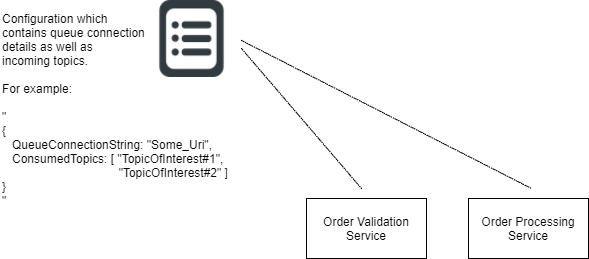 Configuration which
contains queue connection
details as well as
incoming topics.
For example:
"
{
QueueConnectionString: "Some_Uri",
ConsumedTopics: [ "TopicOfInterest#1",
"TopicOfInterest#2" ]
}
"
Order Validation
Service
Order Processing
Service